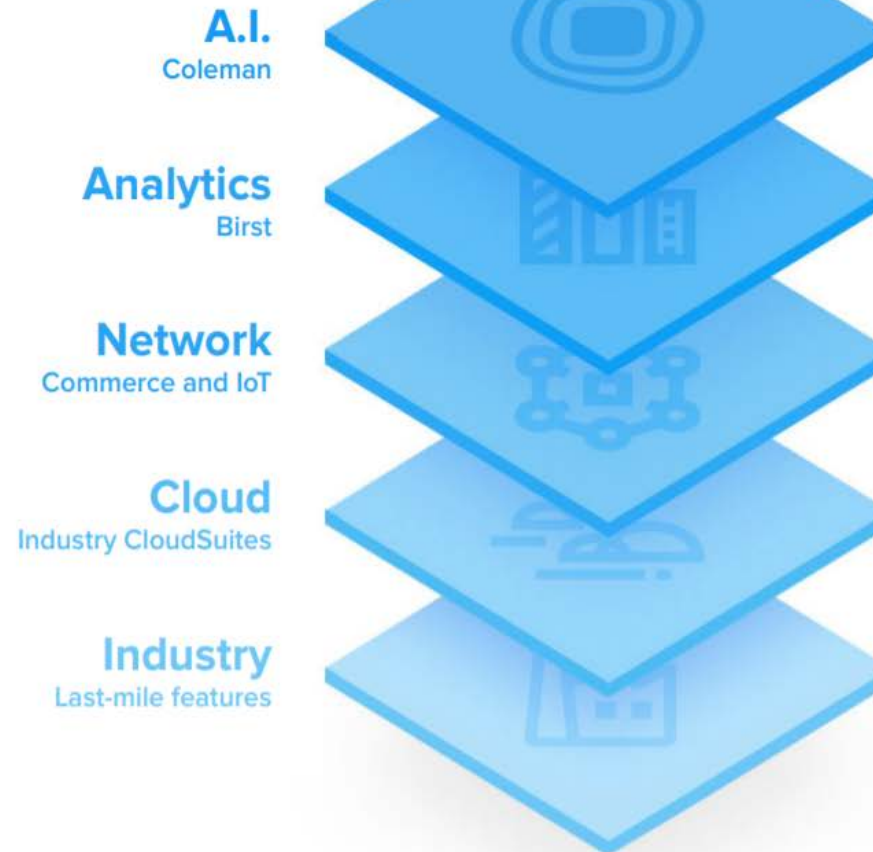 A.I.
Coleman
Analytics
Birst
Network
Commerce and IoT
Cloud
Industry CloudSuites
Industry
Last-mile features